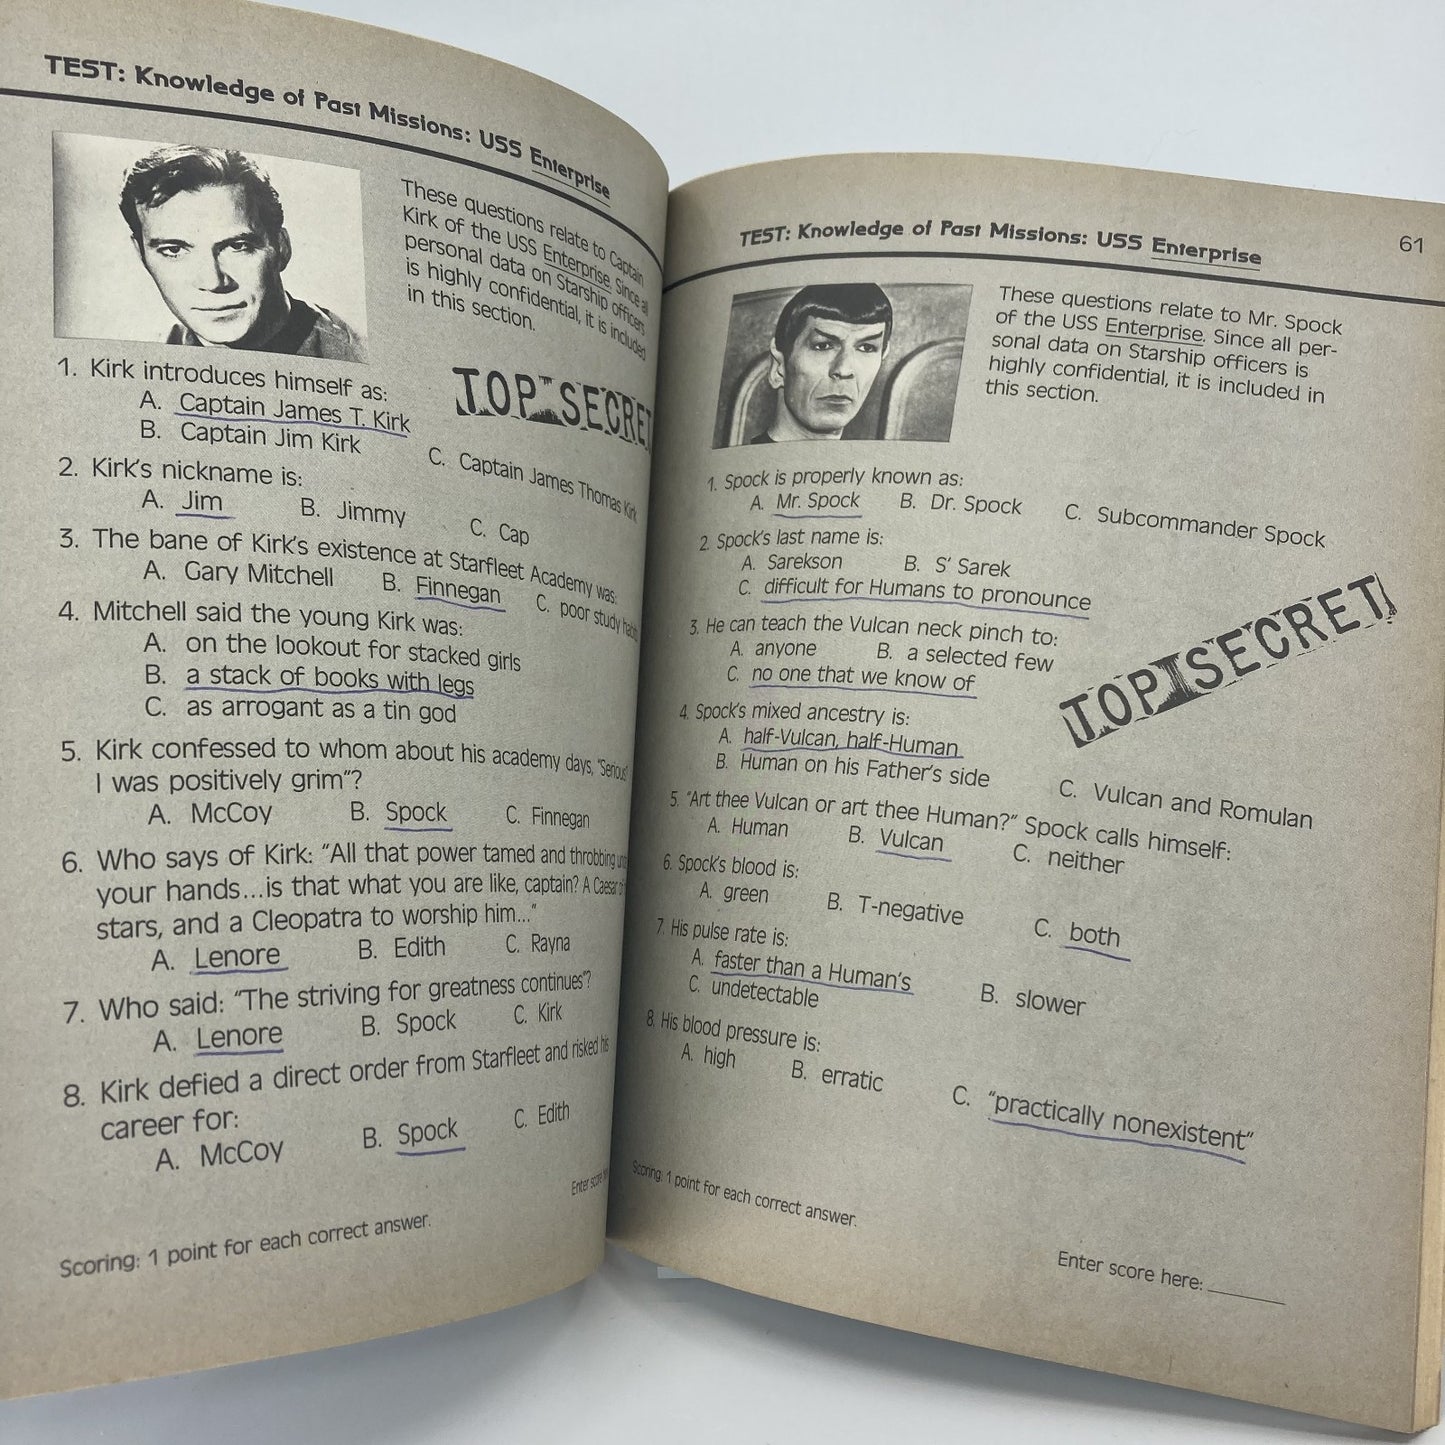 TEST: Knowledge of Past Missions: USS Enterprise
These questions relate to Captain
Kirk of the USS Enterprise. Since all
personal data on Starship officers
is highly confidential, it is included
in this section.
TOP SECRET
1. Kirk introduces himself as:
A. Captain James T. Kirk
B. Captain Jim Kirk
C. Captain James Thomas Kirk
2. Kirk's nickname is:
A. Jim B. Jimmy C. Cap
3. The bane of Kirk's existence at Starfleet Academy was:
A. Gary Mitchell B. Finnegan C. poor study habits
4. Mitchell said the young Kirk was:
A. on the lookout for stacked girls
B. a stack of books with legs
C. as arrogant as a tin god
5. Kirk confessed to whom about his academy days, "Serious?
I was positively grim"?
A. McCoy B. Spock C. Finnegan
6. Who says of Kirk: "All that power tamed and throbbing
your hands...is that what you are like, captain? A Caesar of
stars, and a Cleopatra to worship him..."
A. Lenore B. Edith C. Rayna
7. Who said: "The striving for greatness continues"?
A. Lenore B. Spock C. Kirk
8. Kirk defied a direct order from Starfleet and risked his
career for:
A. McCoy B. Spock C. Edith
Enter score
Scoring: 1 point for each correct answer.
TEST: Knowledge of Past Missions: USS Enterprise 61
These questions relate to Mr. Spock
of the USS Enterprise. Since all per-
sonal data on Starship officers is
highly confidential, it is included in
this section.
1. Spock is properly known as:
A. Mr. Spock B. Dr. Spock C. Subcommander Spock
2. Spock's last name is:
A. Sarekson B. S' Sarek
C. difficult for Humans to pronounce
3. He can teach the Vulcan neck pinch to:
A. anyone B. a selected few
C. no one that we know of
TOP SECRET
4. Spock's mixed ancestry is:
A. half-Vulcan, half-Human
B. Human on his Father's side C. Vulcan and Romulan
5. "Art thee Vulcan or art thee Human?" Spock calls himself:
A. Human B. Vulcan C. neither
6. Spock's blood is:
A. green B. T-negative C. both
7. His pulse rate is:
A. faster than a Human's B. slower
C. undetectable
8. His blood pressure is:
A. high B. erratic C. "practically nonexistent"
Scoring: 1 point for each correct answer.
Enter score here: